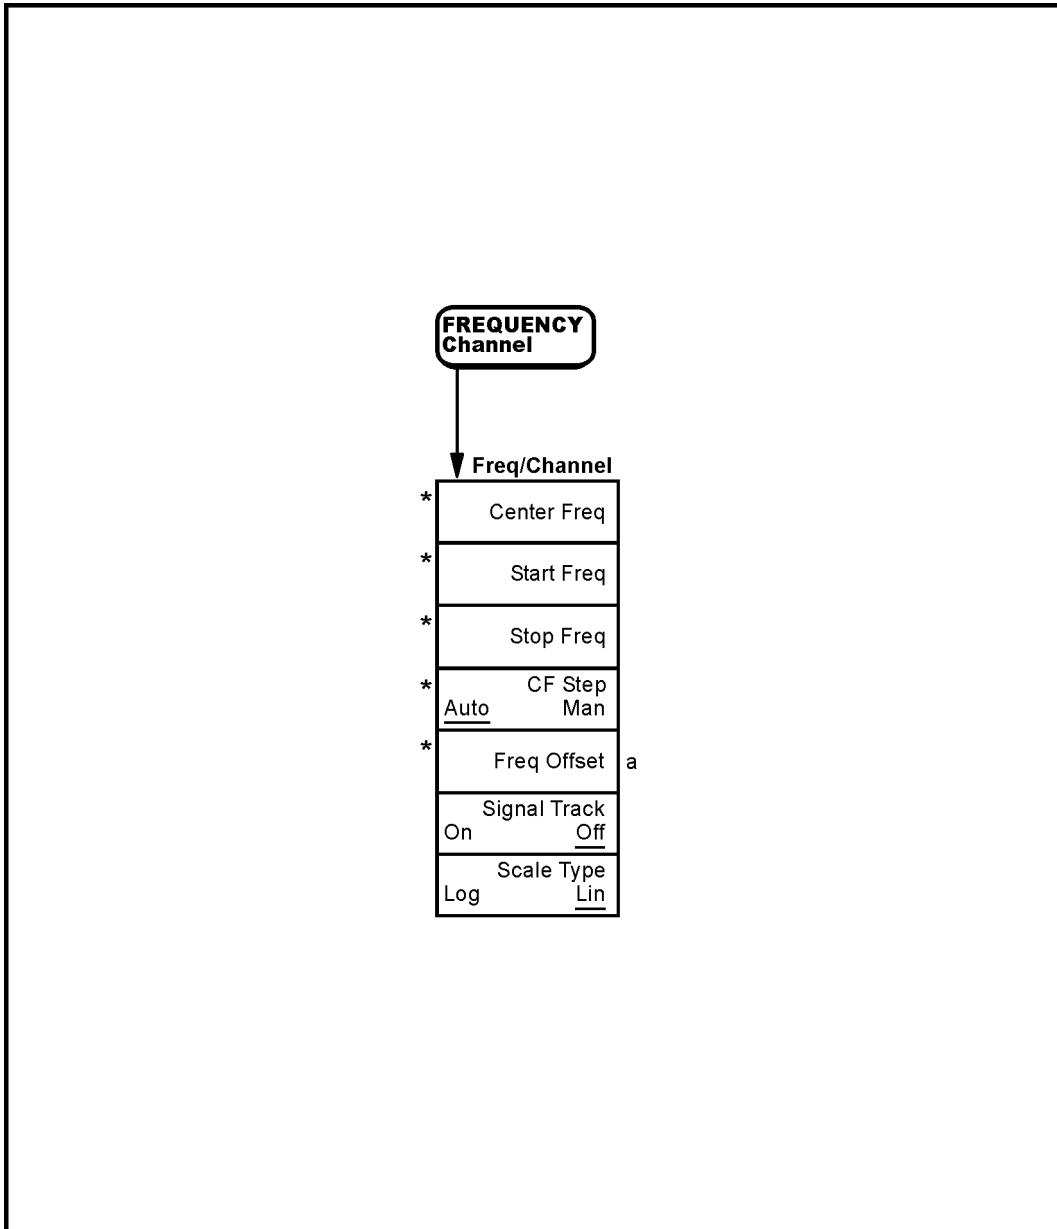 FREQUENCY
Channel
Freq/Channel
* Center Freq
* Start Freq
* Stop Freq
* CF Step
Auto Man
* Freq Offset a
Signal Track
On Off
Scale Type
Log Lin